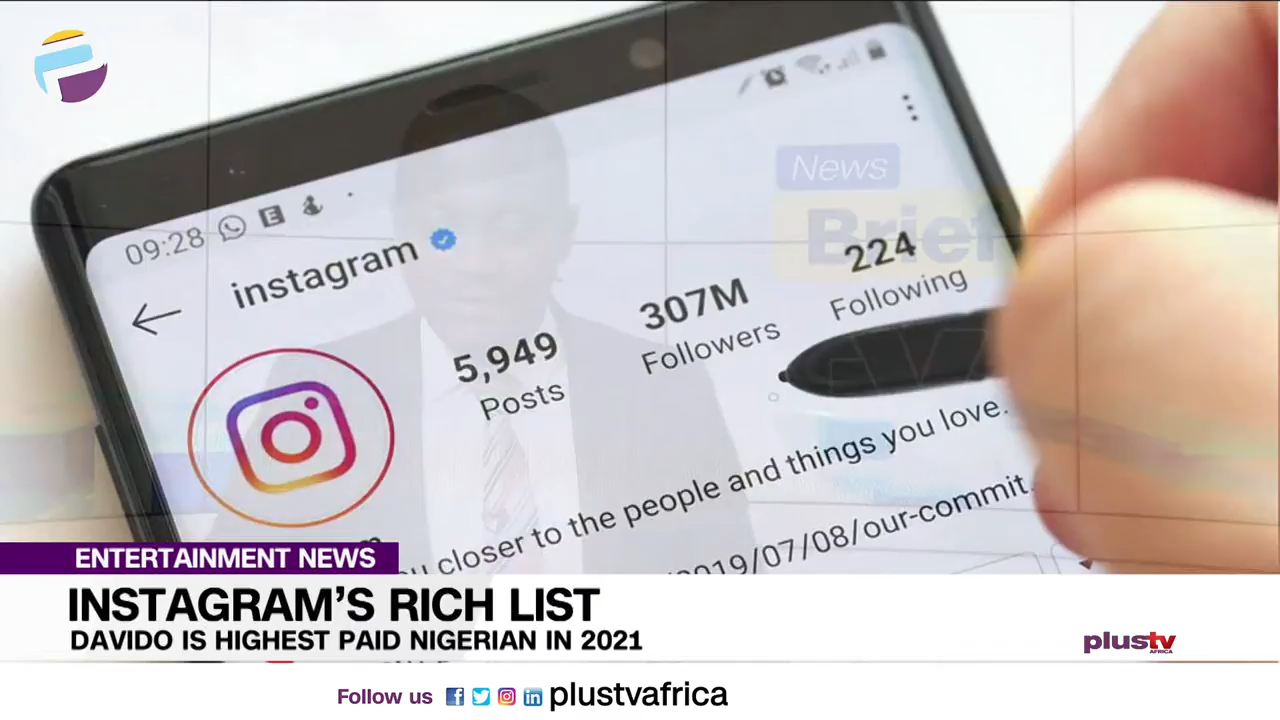 News
Brief
09:28
instagram
5,949
Posts
307M
Followers
224
Following
closer to the people and things you love.
2019/07/08/our-commit.
ENTERTAINMENT NEWS
INSTAGRAM'S RICH LIST
DAVIDO IS HIGHEST PAID NIGERIAN IN 2021
plustv
AFRICA
Follow us plustvafrica